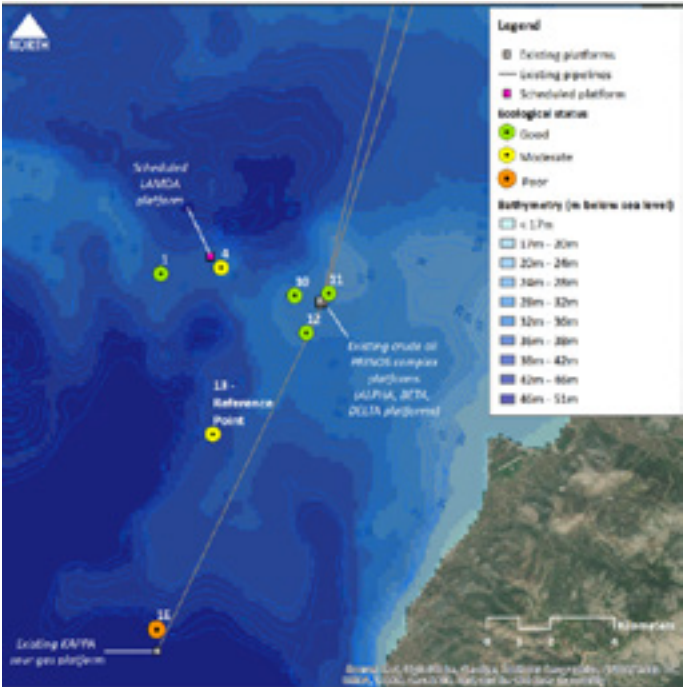 NORTH
Scheduled
LAMDA
platform
1
4
10
11
12
Existing crude oil
PRINOS complex
platforms
(ALPHA, BETA,
DELTA platforms)
13 -
Reference
Point
Existing KAPPA
sour gas platform
Legend
Existing platforms
Existing pipelines
Scheduled platform
Ecological status
Good
Moderate
Poor
Bathymetry (m below sea level)
< 17m
17m - 20m
20m - 24m
24m - 28m
28m - 32m
32m - 36m
36m - 38m
38m - 42m
42m - 46m
46m - 51m
Kilometers